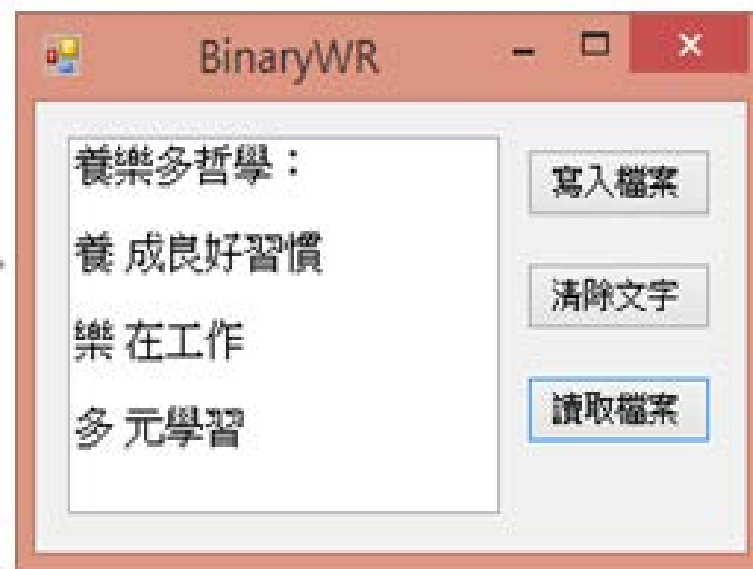 BinaryWR
養樂多哲學：
養 成良好習慣
樂 在工作
多 元學習
寫入檔案
清除文字
讀取檔案